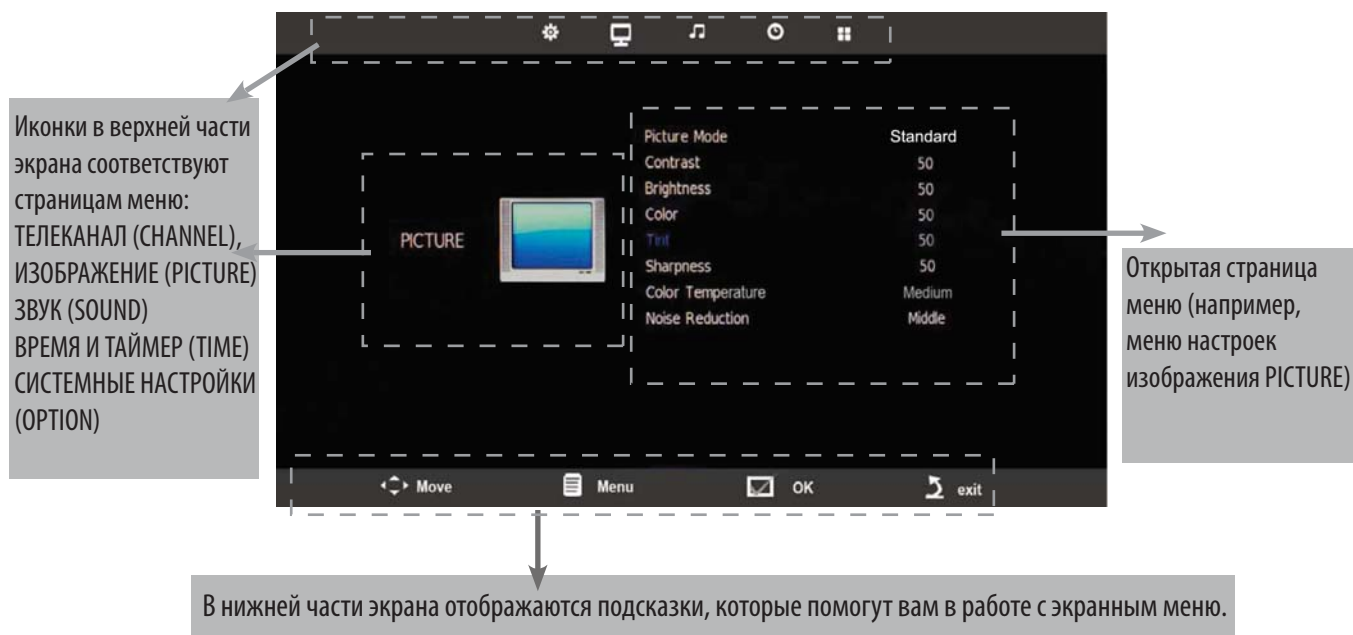 Иконки в верхней части
экрана соответствуют
страницам меню:
ТЕЛЕКАНАЛ (CHANNEL),
ИЗОБРАЖЕНИЕ (PICTURE)
ЗВУК (SOUND)
ВРЕМЯ И ТАЙМЕР (TIME)
СИСТЕМНЫЕ НАСТРОЙКИ
(OPTION)
PICTURE
Picture Mode Standard
Contrast 50
Brightness 50
Color 50
Tint 50
Sharpness 50
Color Temperature Medium
Noise Reduction Middle
Открытая страница
меню (например,
меню настроек
изображения PICTURE)
Move Menu OK exit
В нижней части экрана отображаются подсказки, которые помогут вам в работе с экранным меню.